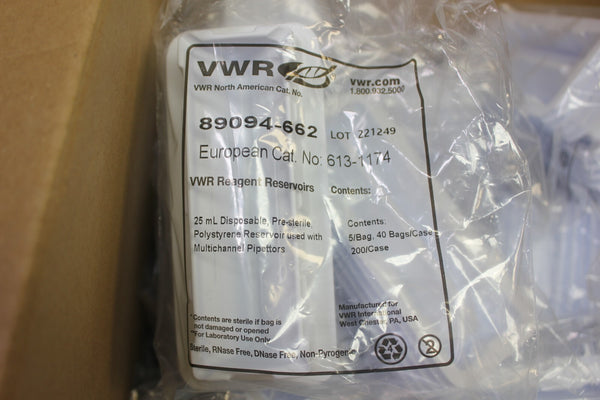 VWR
vwr.com
VWR North American Cat. No.
1.800.932.5000
89094-662 LOT 221249
European Cat. No: 613-1174
VWR Reagent Reservoirs Contents:
25 mL Disposable, Pre-sterile,
Polystyrene Reservoir used with
Multichannel Pipettors
Contents:
5/Bag, 40 Bags/Case
200/Case
*Contents are sterile if bag is
not damaged or opened
**For Laboratory Use Only
Manufactured for
VWR International
West Chester, PA, USA
Sterile, RNase Free, DNase Free, Non-Pyrogenic
2